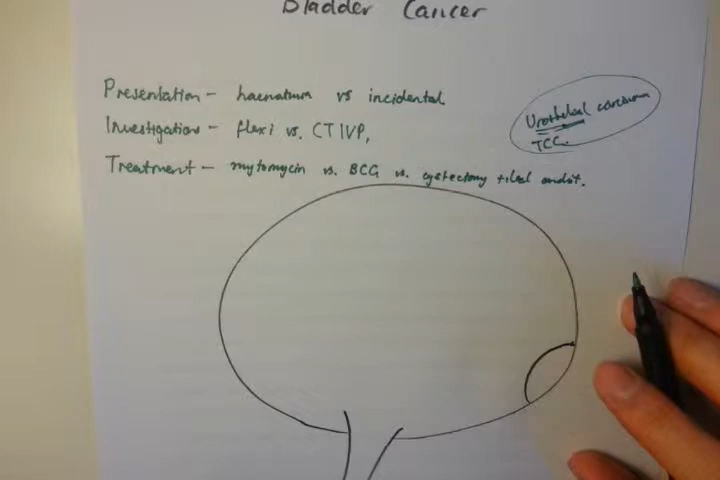 Bladder Cancer
Presentation - haematuria vs incidental
Investigation - flexi vs. CT IVP,
Treatment - mytomycin vs. BCG vs. cystectomy + ileal
Urothelial carcinoma
TCC.